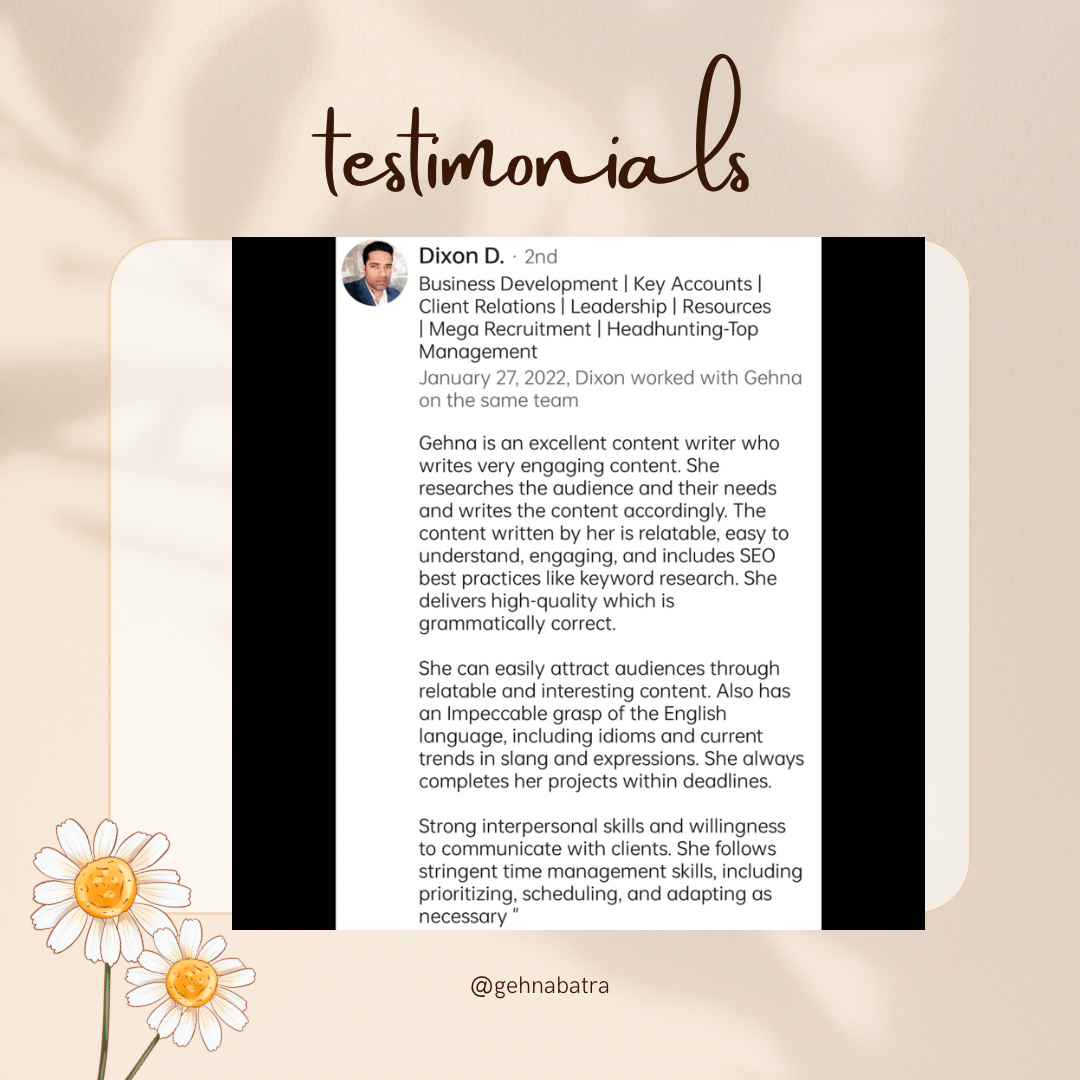 testimonials
Dixon D. · 2nd
Business Development | Key Accounts |
Client Relations | Leadership | Resources
| Mega Recruitment | Headhunting-Top
Management
January 27, 2022, Dixon worked with Gehna
on the same team
Gehna is an excellent content writer who
writes very engaging content. She
researches the audience and their needs
and writes the content accordingly. The
content written by her is relatable, easy to
understand, engaging, and includes SEO
best practices like keyword research. She
delivers high-quality which is
grammatically correct.
She can easily attract audiences through
relatable and interesting content. Also has
an Impeccable grasp of the English
language, including idioms and current
trends in slang and expressions. She always
completes her projects within deadlines.
Strong interpersonal skills and willingness
to communicate with clients. She follows
stringent time management skills, including
prioritizing, scheduling, and adapting as
necessary "
@gehnabatra